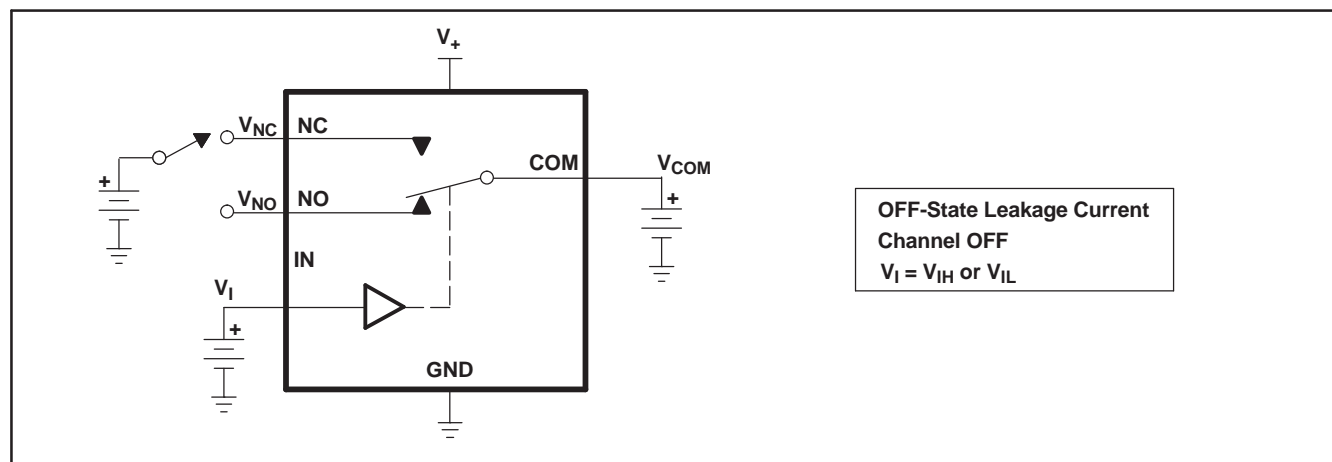 V+
VNC NC
+
COM VCOM
+
VNO NO
IN
VI
+
GND
OFF-State Leakage Current
Channel OFF
VI = VIH or VIL